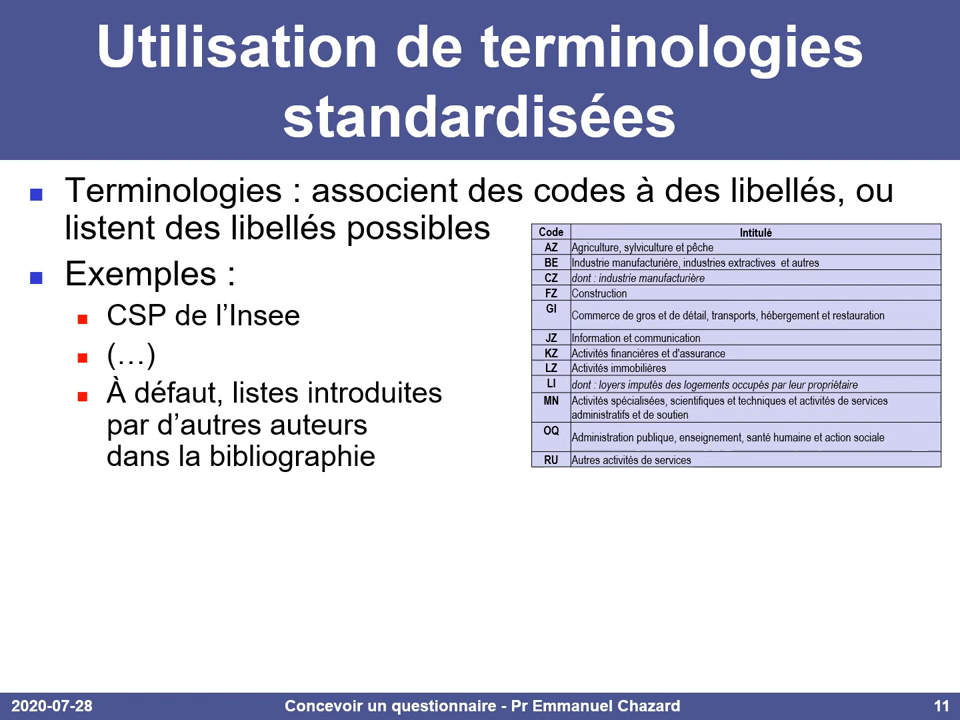 Utilisation de terminologies
standardisées
Terminologies : associent des codes à des libellés, ou
listent des libellés possibles
Exemples :
CSP de l’Insee
(…)
À défaut, listes introduites
par d’autres auteurs
dans la bibliographie
Code Intitulé
AZ Agriculture, sylviculture et pêche
BE Industrie manufacturière, industries extractives et autres
CZ dont : industrie manufacturière
FZ Construction
GI Commerce de gros et de détail, transports, hébergement et restauration
JZ Information et communication
KZ Activités financières et d'assurance
LZ Activités immobilières
LI dont : loyers imputés des logements occupés par leur propriétaire
MN Activités spécialisées, scientifiques et techniques et activités de services
administratifs et de soutien
OQ Administration publique, enseignement, santé humaine et action sociale
RU Autres activités de services
2020-07-28 Concevoir un questionnaire - Pr Emmanuel Chazard 11